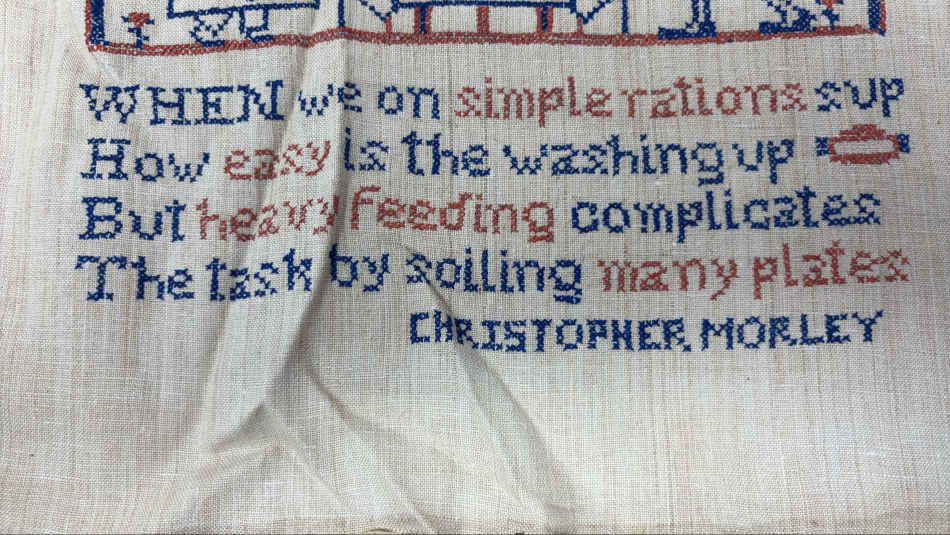 WHEN we on simple rations sup
How easy is the washing up
But heavy feeding complicates
The task by soiling many plates
CHRISTOPHER MORLEY